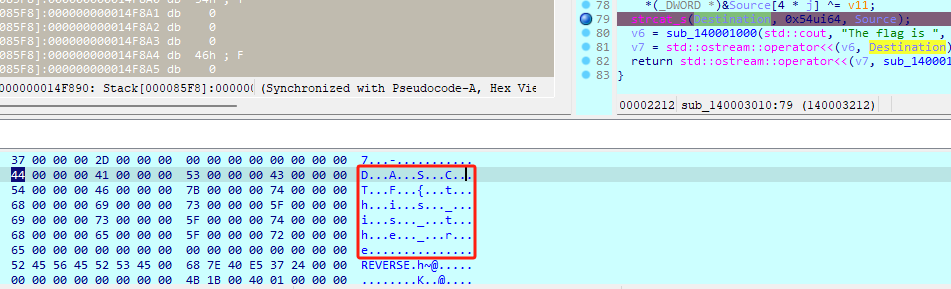 085F8]:000000000014F8A1 db 0
085F8]:000000000014F8A2 db 0
085F8]:000000000014F8A3 db 0
085F8]:000000000014F8A4 db 46h ; F
085F8]:000000000014F8A5 db 0
000000000014F890: Stack[000085F8]:000000 (Synchronized with Pseudocode-A, Hex Vie
78 *(_DWORD *)&Source[4 * j] ^= v11;
79 (Destination, 0x54ui64, Source);
80 v6 = sub_140001000(std::cout, "The flag is ",
81 v7 = std::ostream::operator<<(v6, Destination)
82 return std::ostream::operator<<(v7, sub_140001
83 }
00002212 sub_140003010:79 (140003212)
37 00 00 00 2D 00 00 00 00 00 00 00 00 00 00 00 7...-...........
44 00 00 00 41 00 00 00 53 00 00 00 43 00 00 00 D...A...S...C...
54 00 00 00 46 00 00 00 7B 00 00 00 74 00 00 00 T...F...{...t...
68 00 00 00 69 00 00 00 73 00 00 00 5F 00 00 00 h...i...s..._...
69 00 00 00 73 00 00 00 5F 00 00 00 74 00 00 00 i...s..._...t...
68 00 00 00 65 00 00 00 5F 00 00 00 72 00 00 00 h...e..._...r...
65 00 00 00 00 00 00 00 00 00 00 00 00 00 00 00 e...............
52 45 56 45 52 53 45 00 68 7E 40 E5 37 24 00 00 REVERSE.h~@.....
00 00 00 00 00 00 00 00 4B 1B 00 40 01 00 00 00 ........K..@....